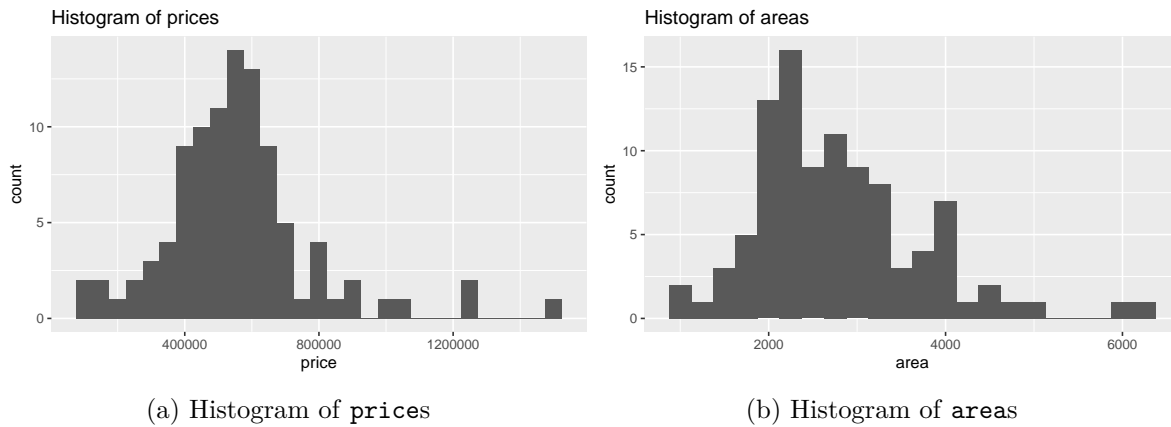 Histogram of prices
10
5
0
count
400000 800000 1200000
price
(a) Histogram of prices
Histogram of areas
15
10
5
0
count
2000 4000 6000
area
(b) Histogram of areas